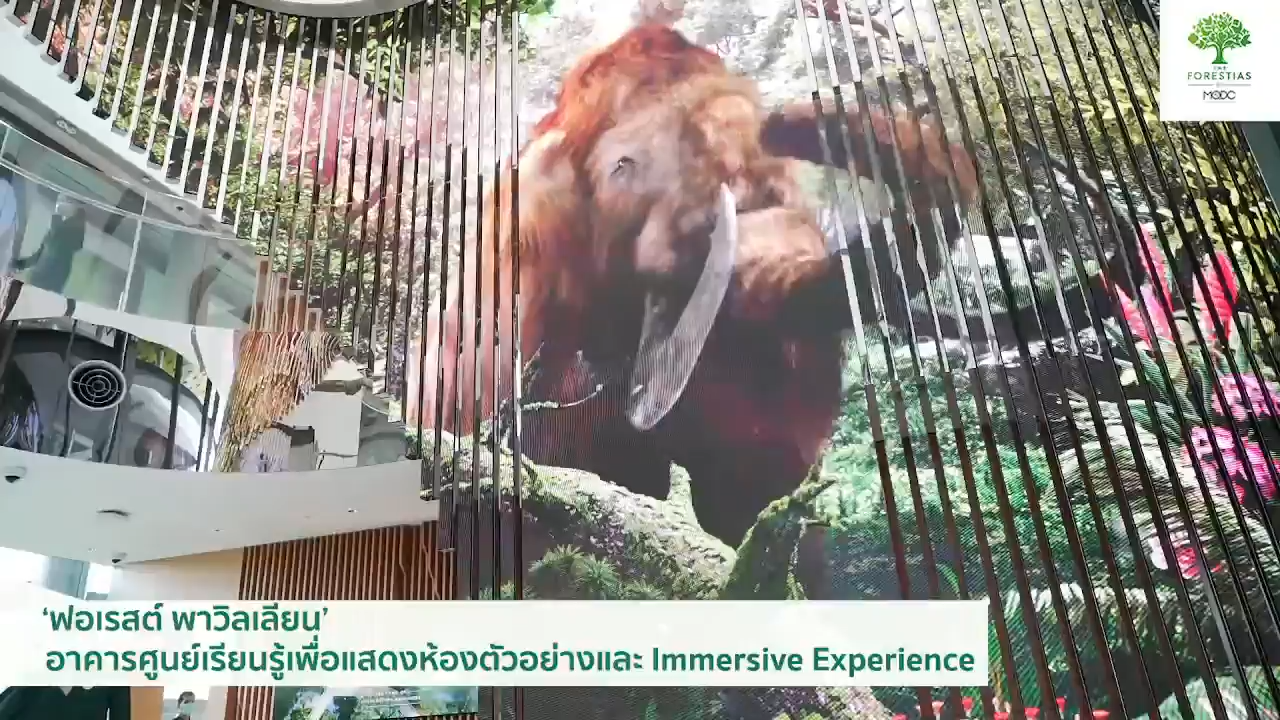 THE
FORESTIAS
BY
MQDC
‘ฟอเรสต์ พาวิลเลียน’
อาคารศูนย์เรียนรู้เพื่อแสดงห้องตัวอย่างและ Immersive Experience